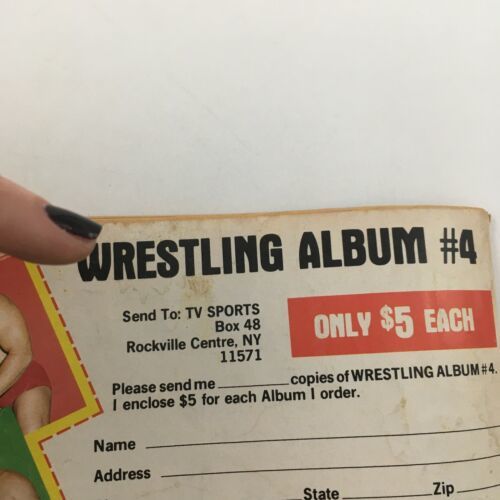 WRESTLING ALBUM #4
Send To: TV SPORTS
Box 48
Rockville Centre, NY
11571
ONLY $5 EACH
Please send me ________ copies of WRESTLING ALBUM #4.
I enclose $5 for each Album I order.
Name
Address
State Zip